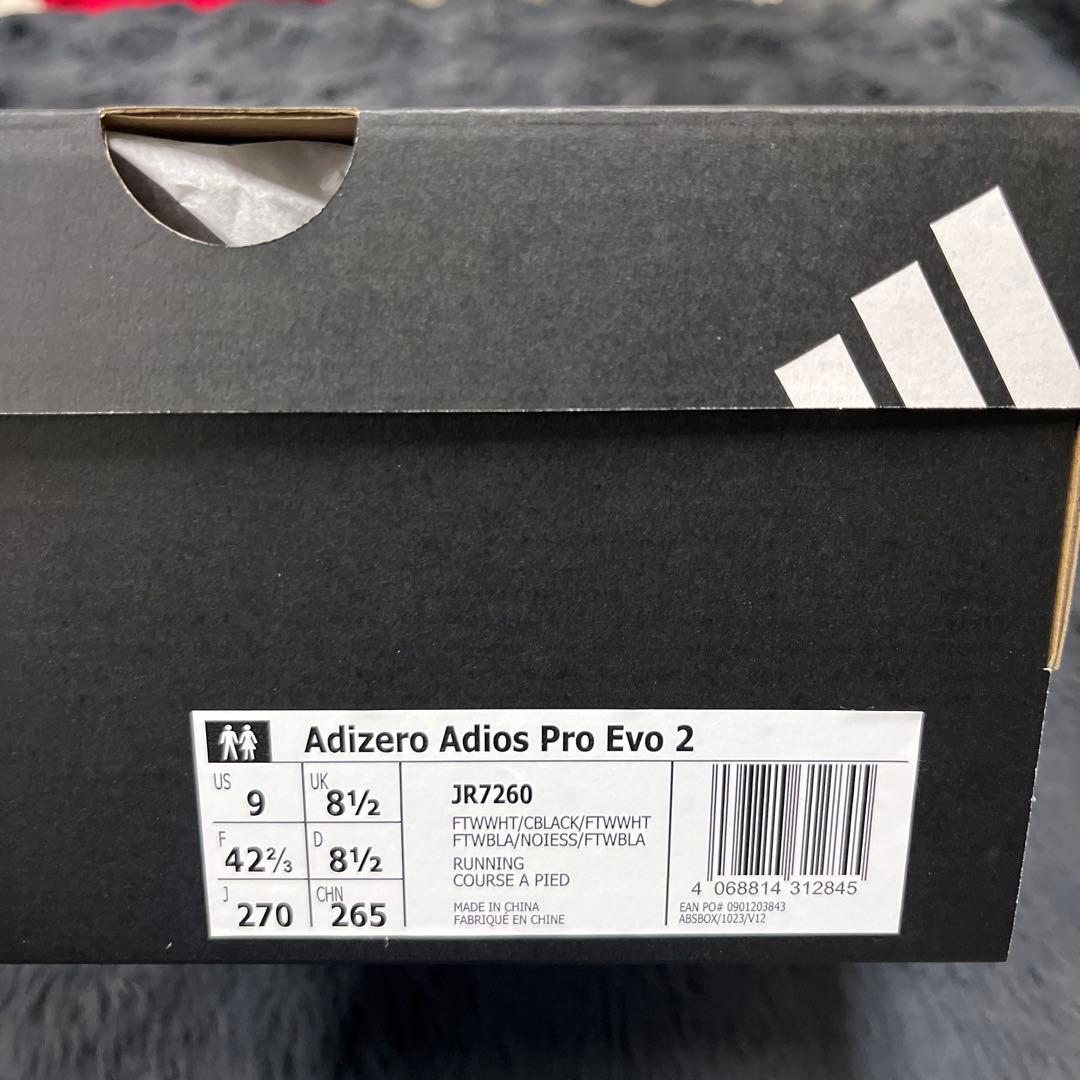 Adizero Adios Pro Evo 2
US 9 UK 8½
F 42⅔ D 8½
J 270 CHN 265
JR7260
FTWWHT/CBLACK/FTWWHT
FTWBLA/NOIESS/FTWBLA
RUNNING
COURSE A PIED
MADE IN CHINA
FABRIQUÉ EN CHINE
4 068814 312845
EAN PO# 0901203843
ABSBOX/1023/V12